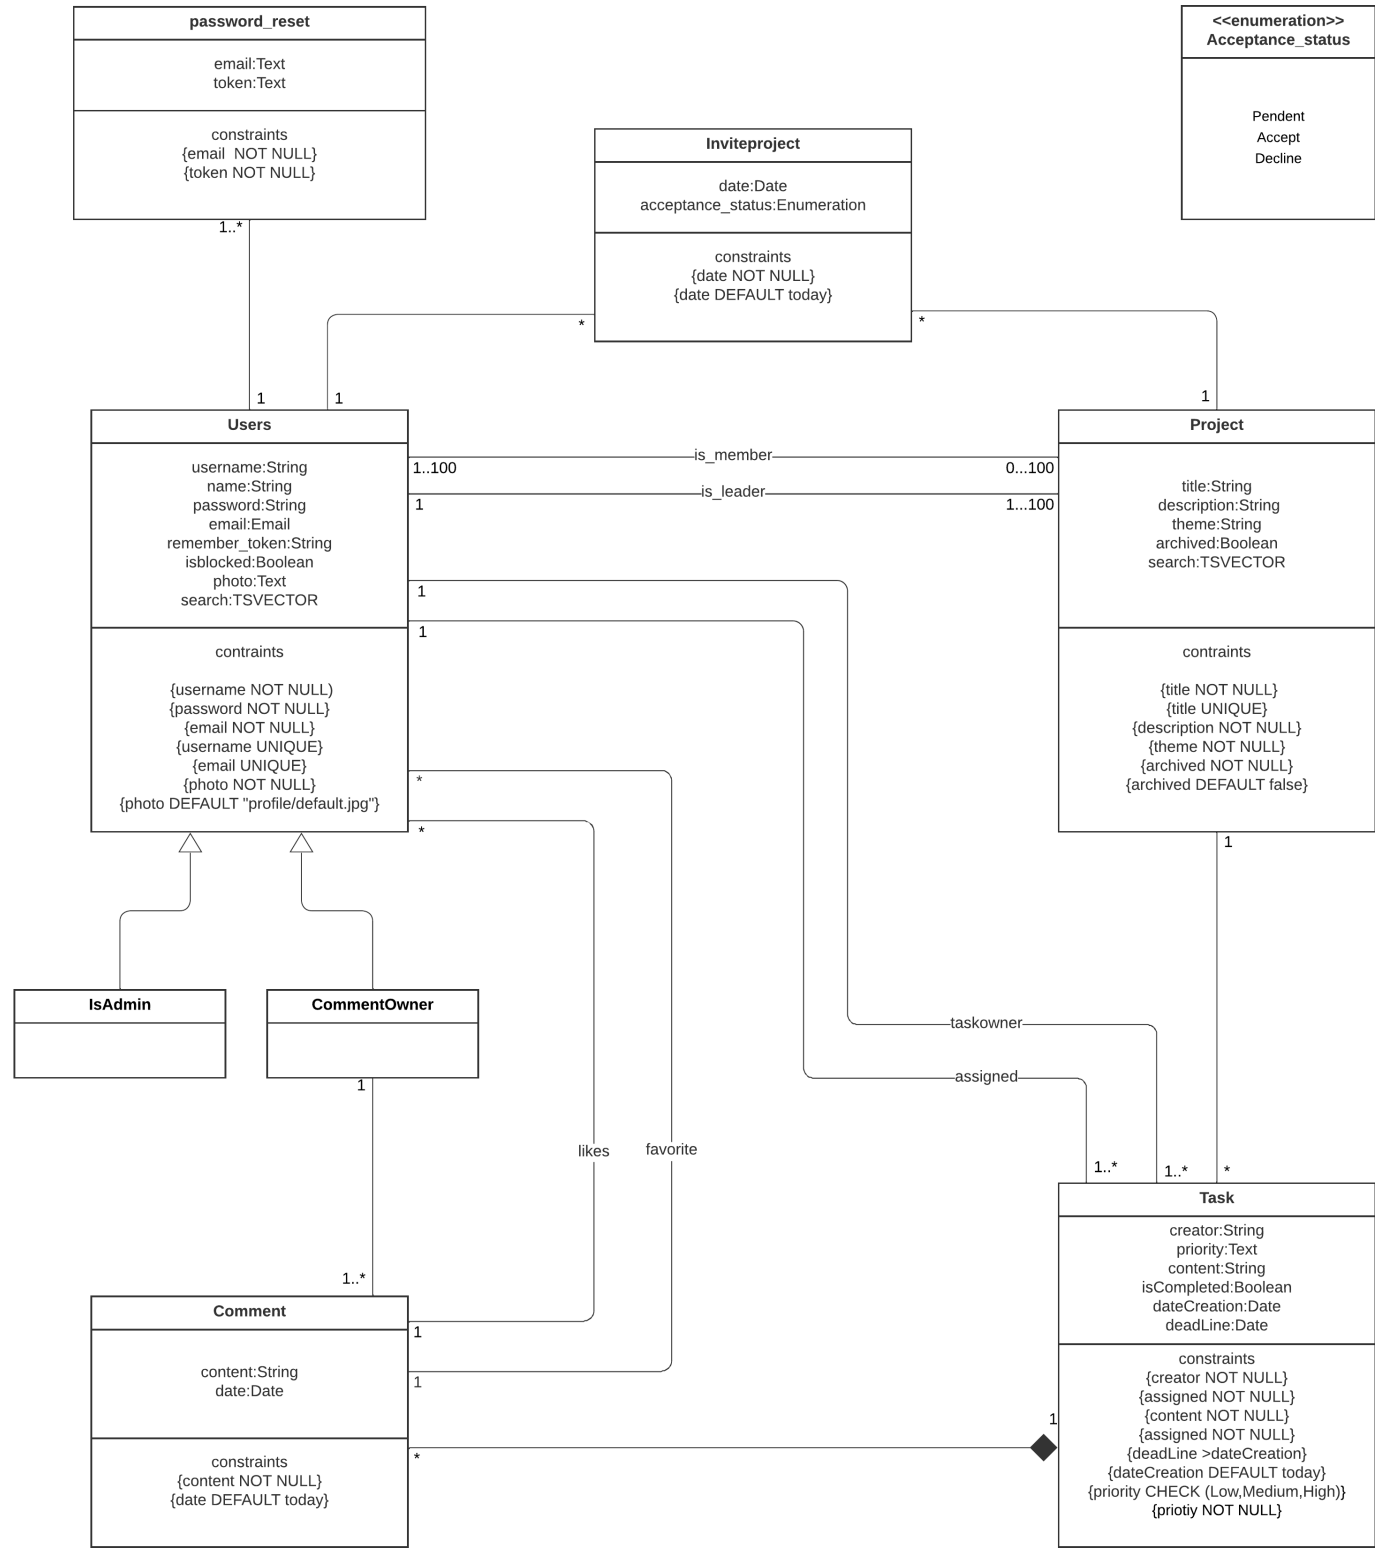 password_reset
email:Text
token:Text
constraints
{email  NOT NULL}
{token NOT NULL}
1..*
<<enumeration>>
Acceptance_status
Pendent
Accept
Decline
Inviteproject
date:Date
acceptance_status:Enumeration
constraints
{date NOT NULL}
{date DEFAULT today}
*
*
1
1
1
Users
username:String
name:String
password:String
email:Email
remember_token:String
isblocked:Boolean
photo:Text
search:TSVECTOR
contraints
{username NOT NULL)
{password NOT NULL}
{email NOT NULL}
{username UNIQUE}
{email UNIQUE}
{photo NOT NULL}
{photo DEFAULT "profile/default.jpg"}
is_member
1..100
0...100
is_leader
1
1...100
1
1
*
*
Project
title:String
description:String
theme:String
archived:Boolean
search:TSVECTOR
contraints
{title NOT NULL}
{title UNIQUE}
{description NOT NULL}
{theme NOT NULL}
{archived NOT NULL}
{archived DEFAULT false}
1
IsAdmin
CommentOwner
1
taskowner
assigned
likes
favorite
1..*
1..*
*
1..*
Comment
content:String
date:Date
constraints
{content NOT NULL}
{date DEFAULT today}
1
1
*
1
Task
creator:String
priority:Text
content:String
isCompleted:Boolean
dateCreation:Date
deadLine:Date
constraints
{creator NOT NULL}
{assigned NOT NULL}
{content NOT NULL}
{assigned NOT NULL}
{deadLine >dateCreation}
{dateCreation DEFAULT today}
{priority CHECK (Low,Medium,High)}
{priotiy NOT NULL}